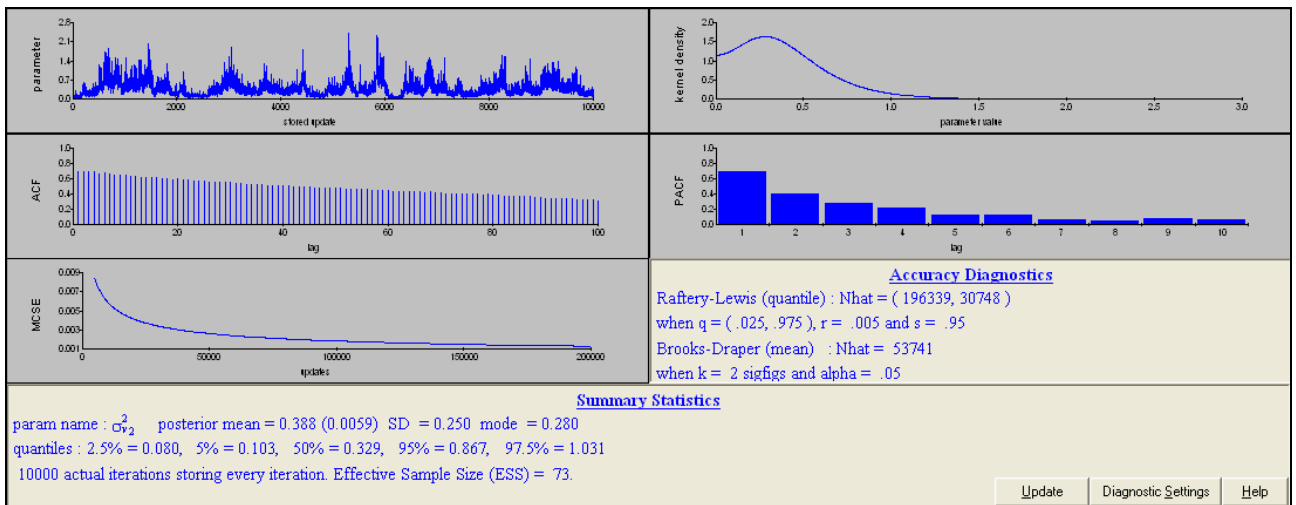 parameter
2.8
2.1
1.4
0.7
0.0
0 2000 4000 6000 8000 10000
stored update
kernel density
2.0
1.5
1.0
0.5
0.0
0.0 0.5 1.0 1.5 2.0 2.5 3.0
parameter value
ACF
1.0
0.8
0.6
0.4
0.2
0.0
0 20 40 60 80 100
lag
PACF
1.0
0.8
0.6
0.4
0.2
0.0
1 2 3 4 5 6 7 8 9 10
lag
MCSE
0.009
0.007
0.005
0.003
0.001
0 50000 100000 150000 200000
updates
Accuracy Diagnostics
Raftery-Lewis (quantile) : Nhat = ( 196339, 30748 )
when q = ( .025, .975 ), r = .005 and s = .95
Brooks-Draper (mean) : Nhat = 53741
when k = 2 sigfigs and alpha = .05
Summary Statistics
param name : σ²ᵥ₂ posterior mean = 0.388 (0.0059) SD = 0.250 mode = 0.280
quantiles : 2.5% = 0.080, 5% = 0.103, 50% = 0.329, 95% = 0.867, 97.5% = 1.031
10000 actual iterations storing every iteration. Effective Sample Size (ESS) = 73.
Update Diagnostic Settings Help